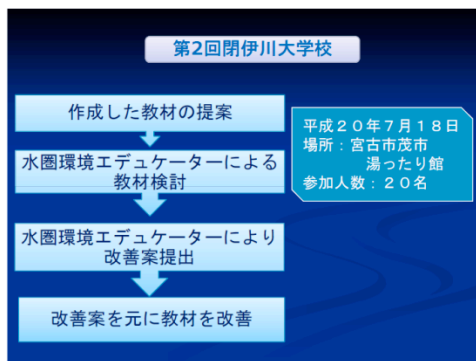 第2回閉伊川大学校
作成した教材の提案
水圏環境エデュケーターによる
教材検討
水圏環境エデュケーターにより
改善案提出
改善案を元に教材を改善
平成２０年７月１８日
場所：宮古市茂市
湯ったり館
参加人数：２０名